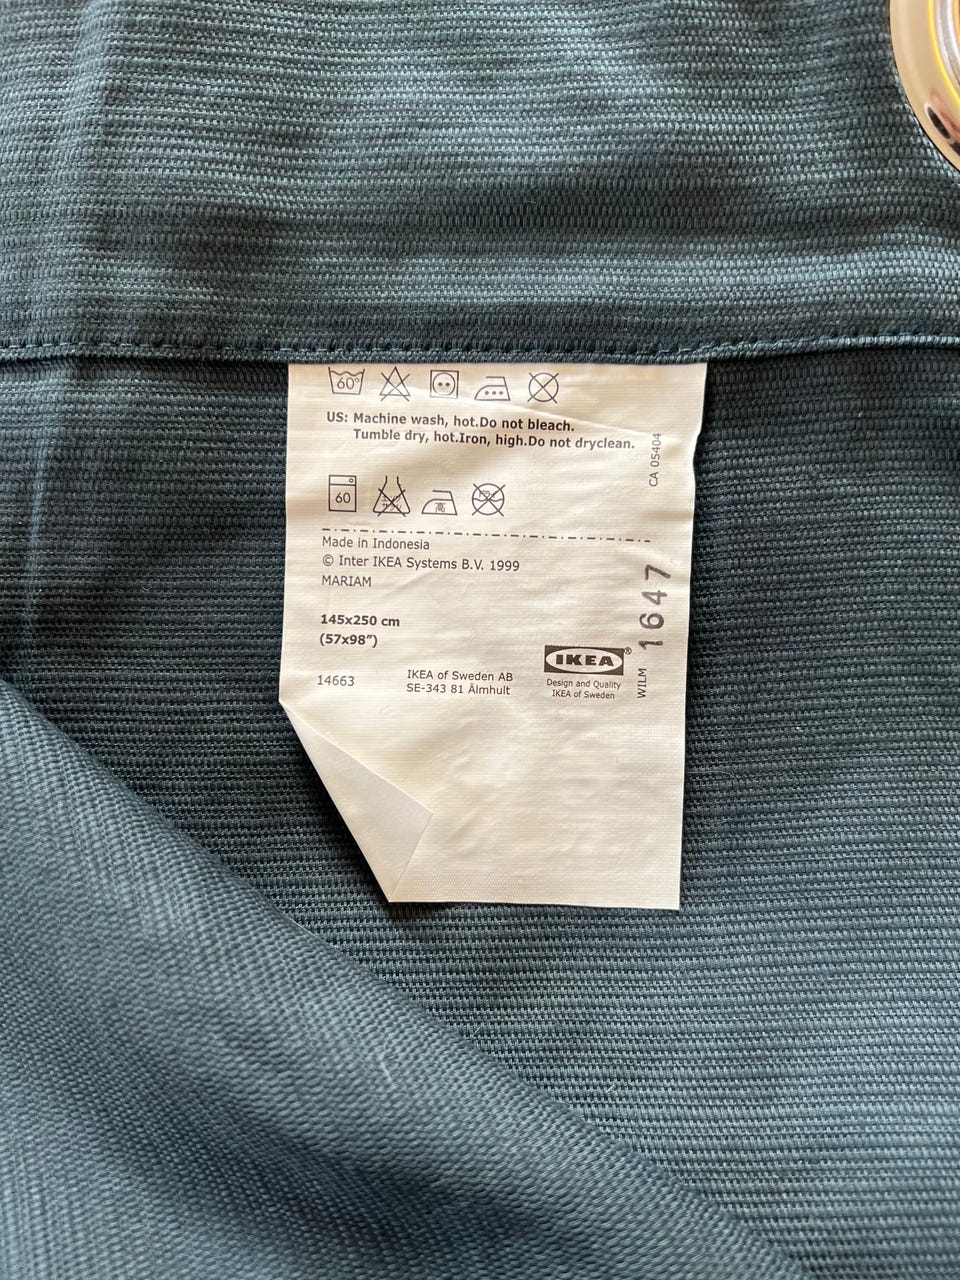 60°
US: Machine wash, hot.Do not bleach.
Tumble dry, hot.Iron, high.Do not dryclean.
CA 05404
60
Made in Indonesia
© Inter IKEA Systems B.V. 1999
MARIAM
145x250 cm
(57x98”)
14663
IKEA of Sweden AB
SE-343 81 Älmhult
IKEA®
Design and Quality
IKEA of Sweden
WILM 1647